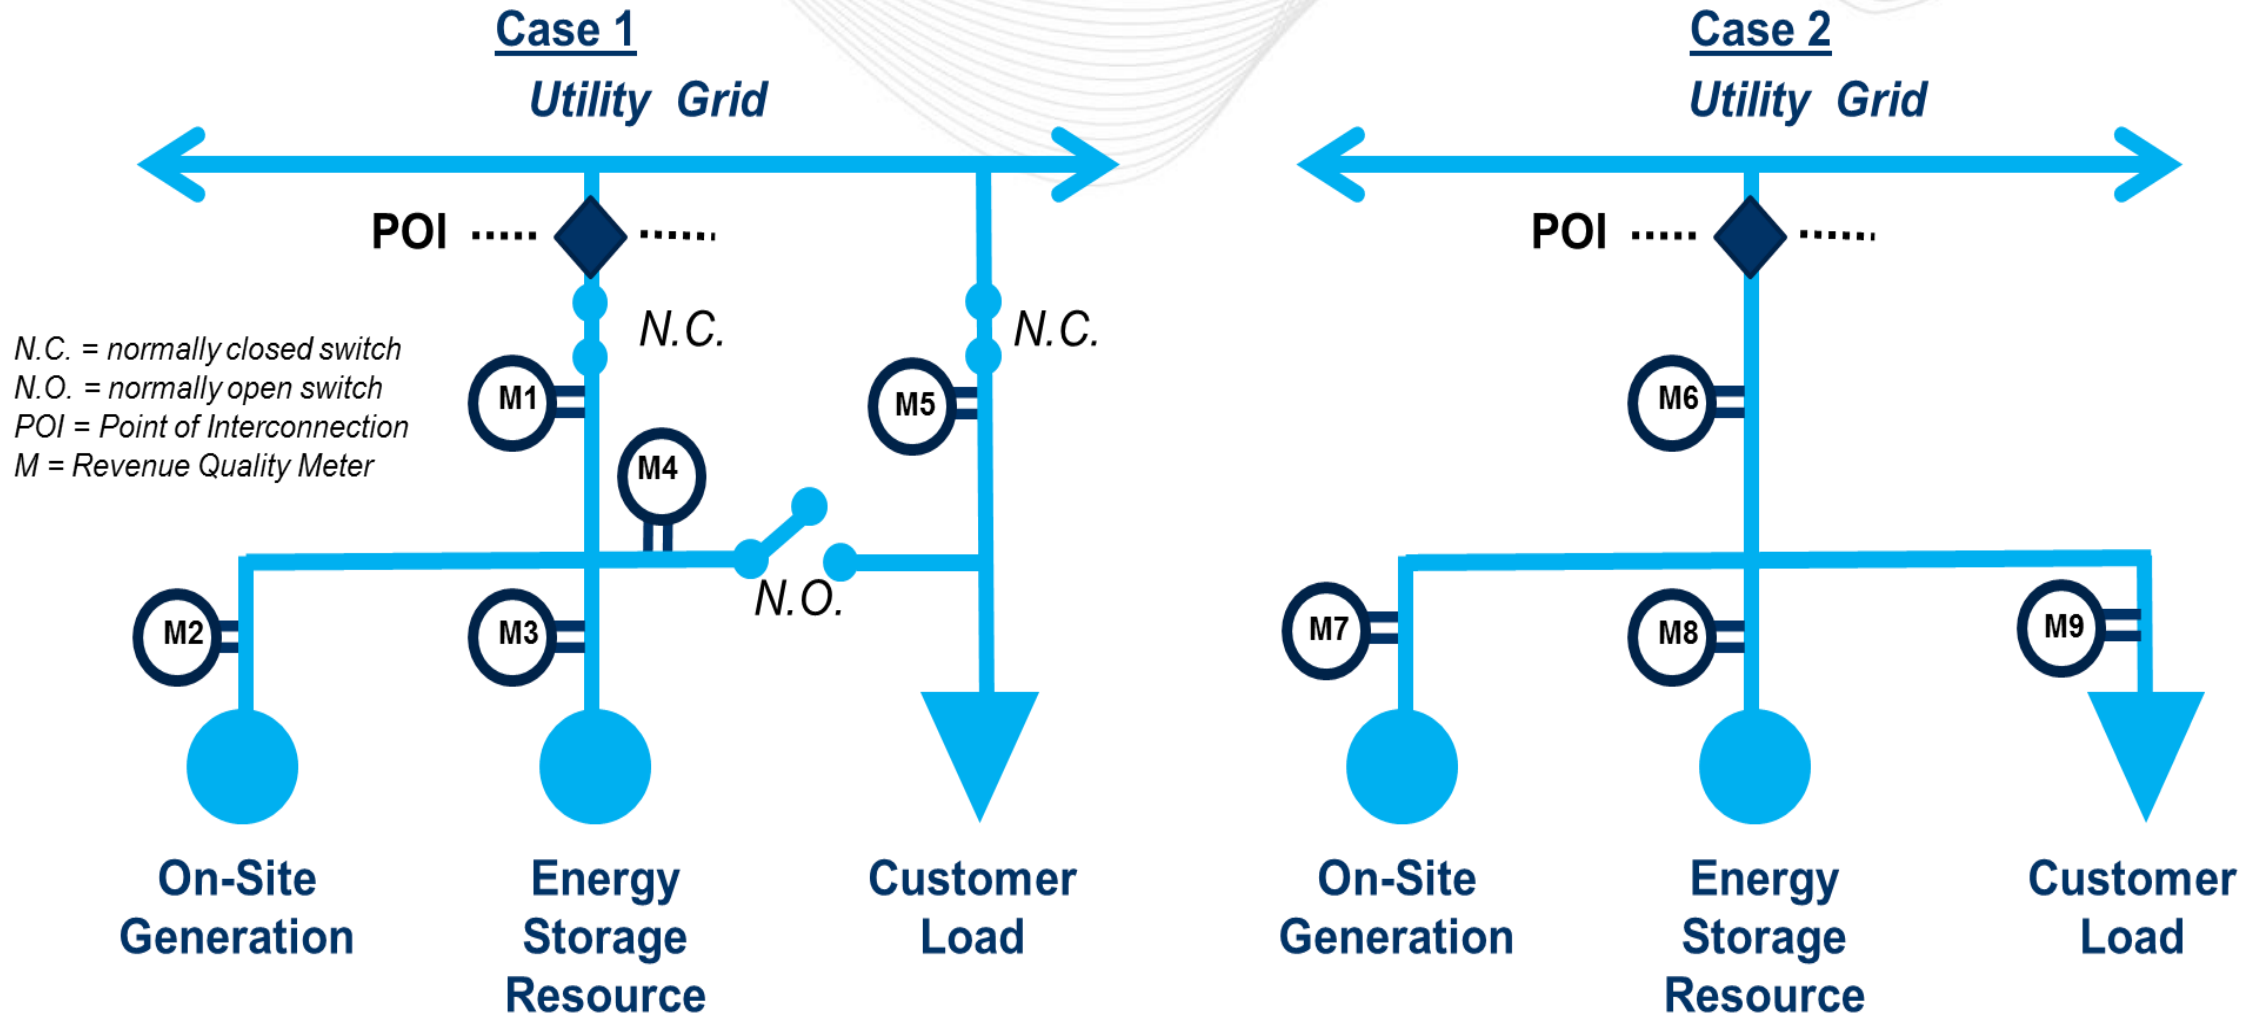 Case 1
Utility Grid
POI
N.C.
N.C.
N.C. = normally closed switch
N.O. = normally open switch
POI = Point of Interconnection
M = Revenue Quality Meter
M1
M5
M4
N.O.
M2
M3
On-Site
Generation
Energy
Storage
Resource
Customer
Load
Case 2
Utility Grid
POI
M6
M7
M8
M9
On-Site
Generation
Energy
Storage
Resource
Customer
Load